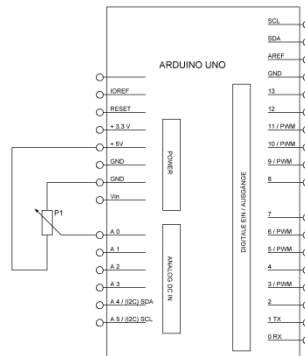 ARDUINO UNO
IOREF
RESET
+ 3,3 V
+ 5V
GND
GND
Vin
A 0
A 1
A 2
A 3
A 4 / (I2C) SDA
A 5 / (I2C) SCL
P1
POWER
ANALOG DC IN
DIGITALE EIN / AUSGÄNGE
SCL
SDA
AREF
GND
13
12
11 / PWM
10 / PWM
9 / PWM
8
7
6 / PWM
5 / PWM
4
3 / PWM
2
1 TX
0 RX